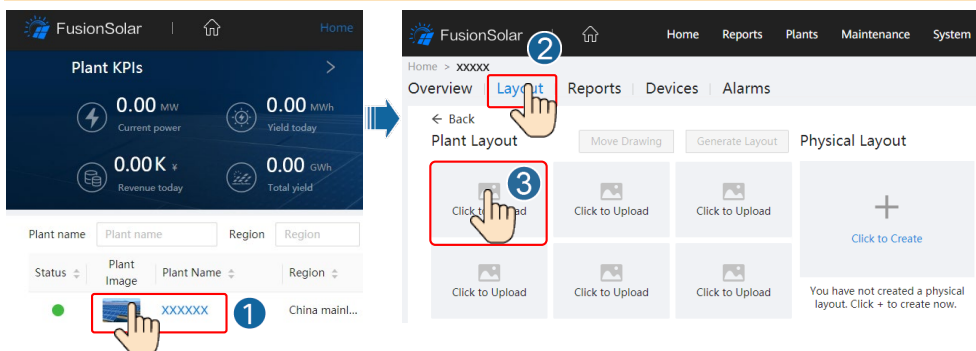 FusionSolar
Home
Plant KPIs
>
0.00 MW
Current power
0.00 MWh
Yield today
0.00K ¥
Revenue today
0.00 GWh
Total yield
Plant name
Plant name
Region
Region
Status
Plant
Image
Plant Name
Region
XXXXXX
China mainl...
1
FusionSolar
Home Reports Plants Maintenance System
2
Home > XXXXX
Overview Layout Reports Devices Alarms
← Back
Plant Layout
Move Drawing
Generate Layout
Physical Layout
3
Click to Upload
Click to Upload
Click to Upload
Click to Create
Click to Upload
Click to Upload
Click to Upload
You have not created a physical
layout. Click + to create now.